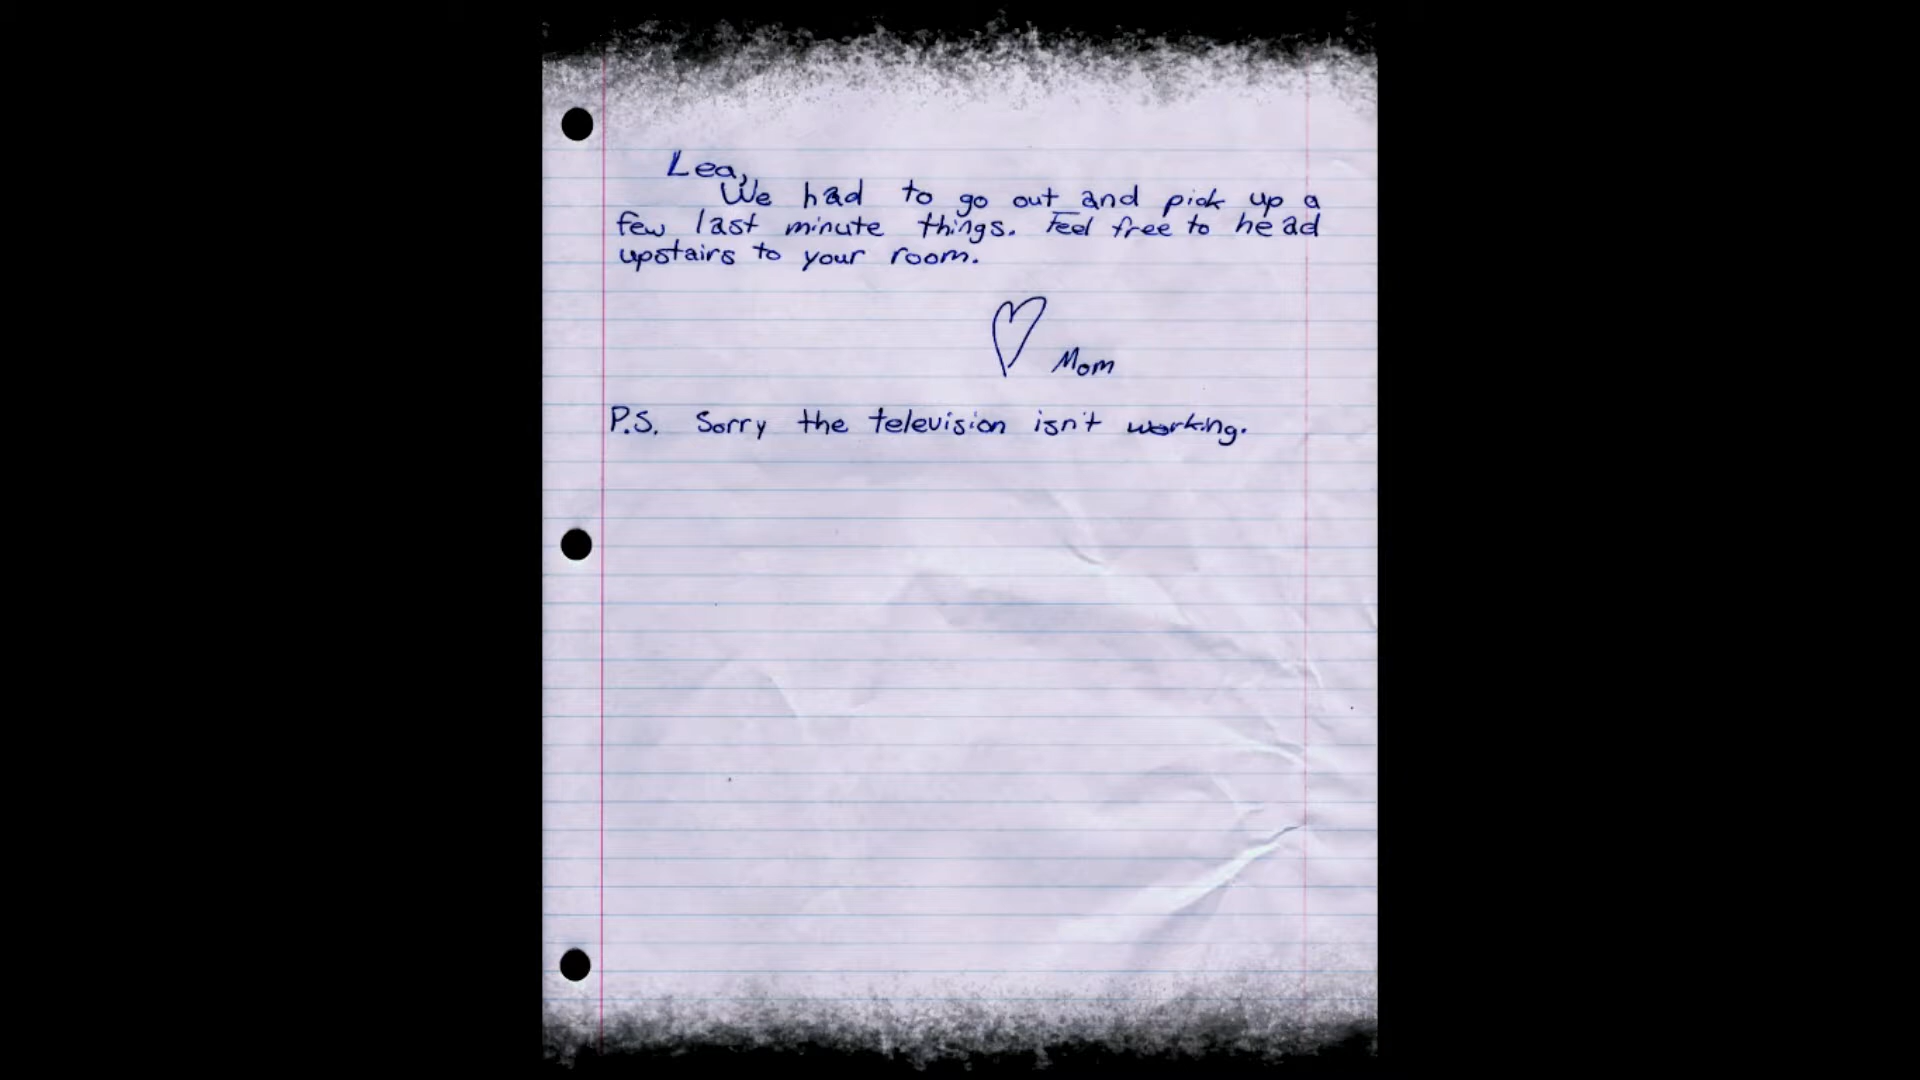 Lea,
We had to go out and pick up a
few last minute things. Feel free to head
upstairs to your room.
Mom
P.S. Sorry the television isn't working.